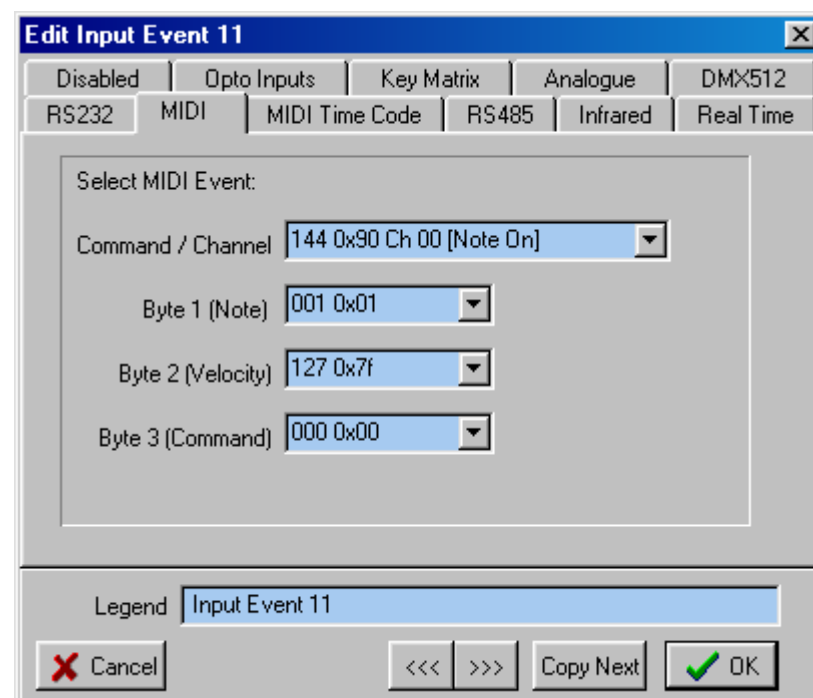 Edit Input Event 11
Disabled Opto Inputs Key Matrix Analogue DMX512
RS232 MIDI MIDI Time Code RS485 Infrared Real Time
Select MIDI Event:
Command / Channel 144 0x90 Ch 00 [Note On]
Byte 1 (Note) 001 0x01
Byte 2 (Velocity) 127 0x7f
Byte 3 (Command) 000 0x00
Legend Input Event 11
Cancel <<< >>> Copy Next OK